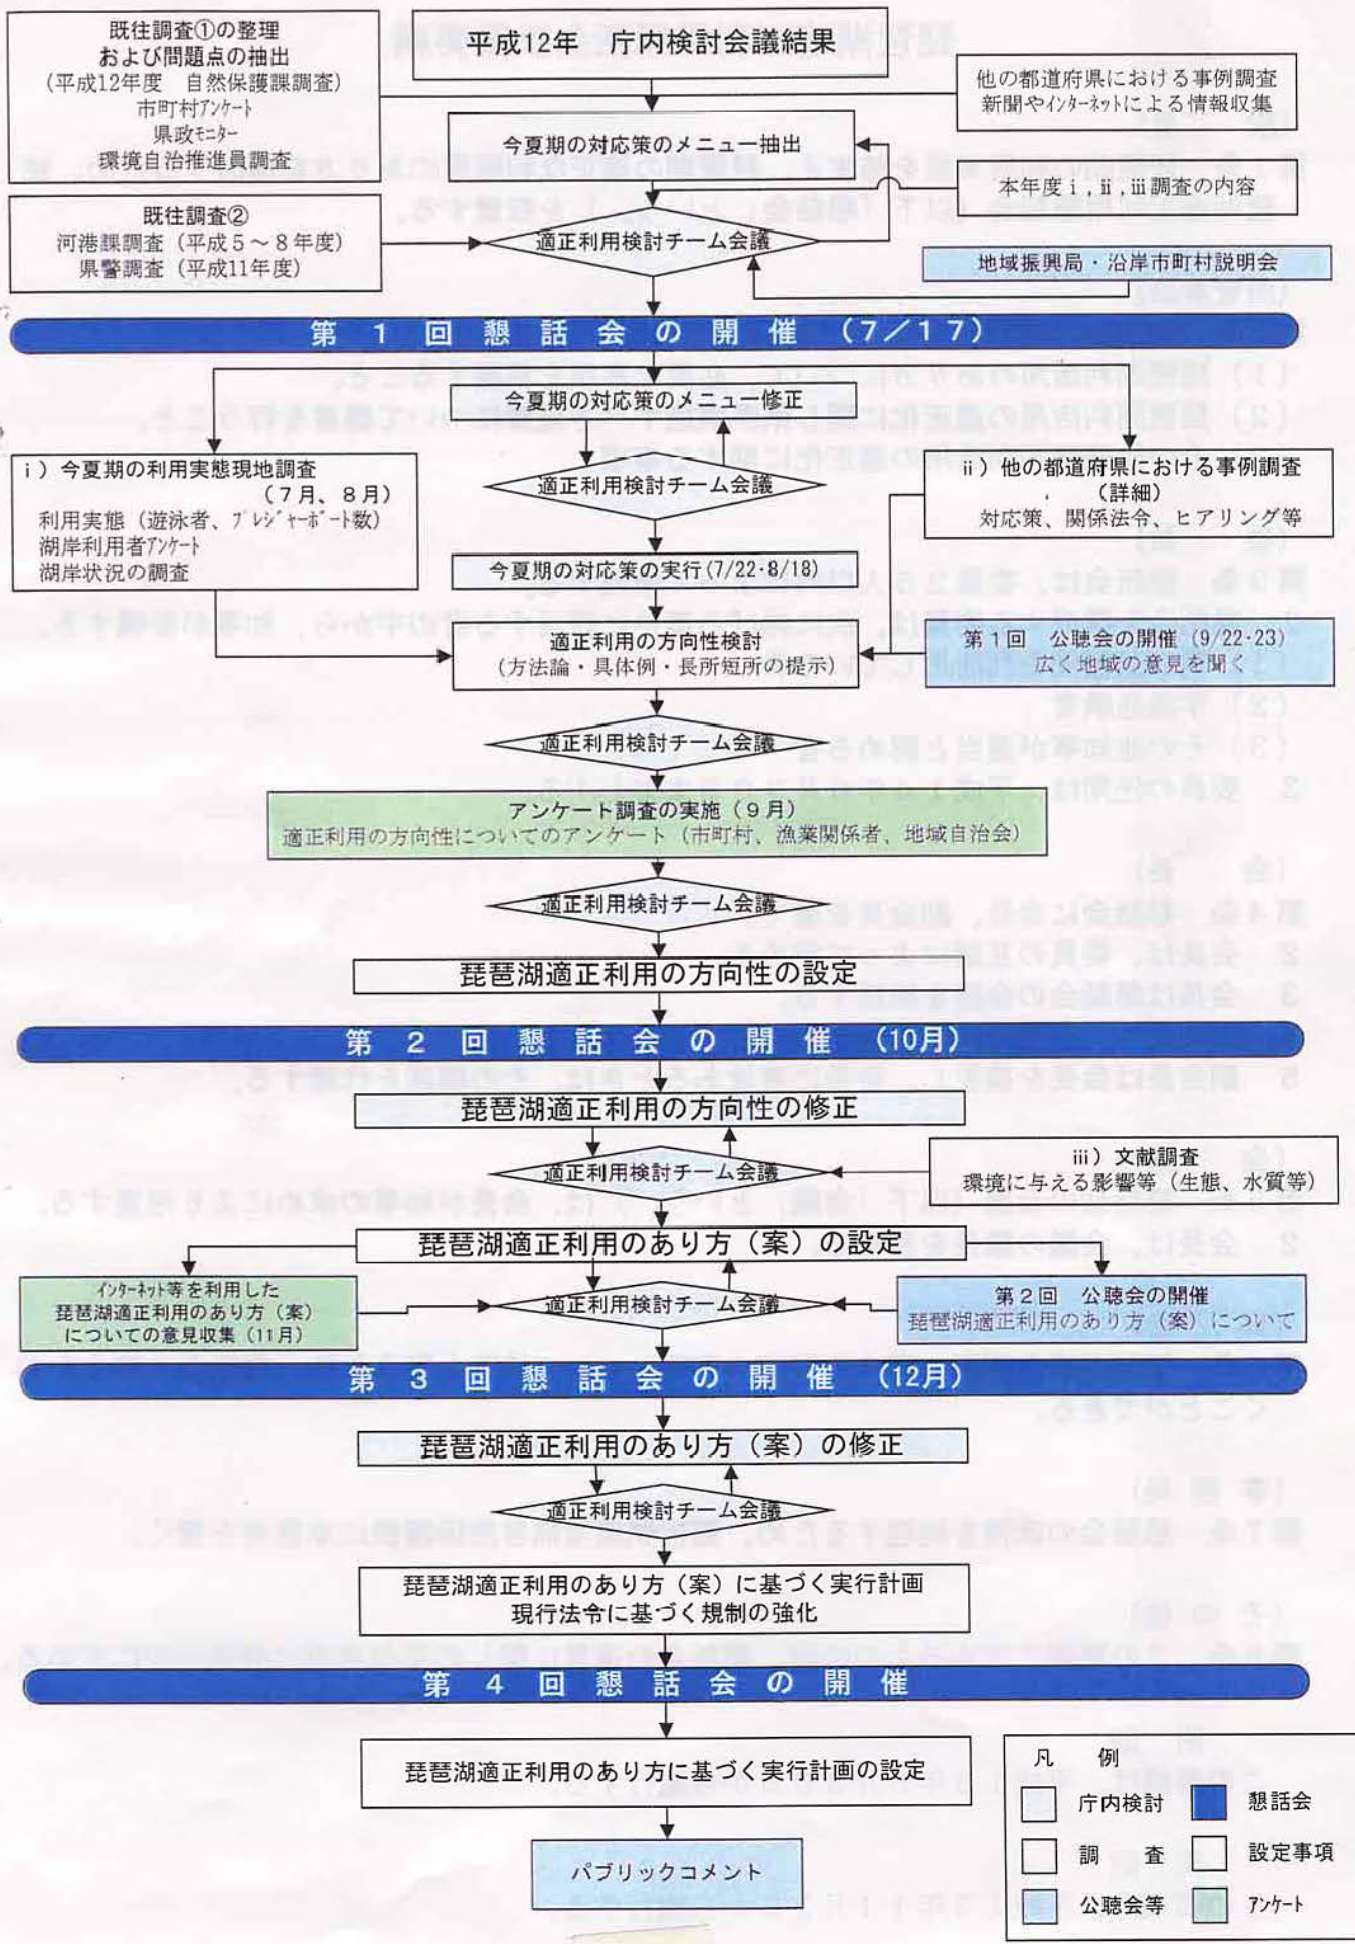 既往調査①の整理
および問題点の抽出
(平成12年度　自然保護課調査)
市町村アンケート
県政モニター
環境自治推進員調査
平成12年　庁内検討会議結果
他の都道府県における事例調査
新聞やインターネットによる情報収集
今夏期の対応策のメニュー抽出
本年度ⅰ,ⅱ,ⅲ調査の内容
既往調査②
河港課調査（平成５～８年度）
県警調査（平成11年度）
適正利用検討チーム会議
地域振興局・沿岸市町村説明会
第１回懇話会の開催（７／１７）
今夏期の対応策のメニュー修正
ⅰ）今夏期の利用実態現地調査
（７月、８月）
利用実態（遊泳者、プレジャーボート数）
湖岸利用者アンケート
湖岸状況の調査
適正利用検討チーム会議
ⅱ）他の都道府県における事例調査
（詳細）
対応策、関係法令、ヒアリング等
今夏期の対応策の実行(7/22・8/18)
適正利用の方向性検討
（方法論・具体例・長所短所の提示）
第１回　公聴会の開催（9/22・23）
広く地域の意見を聞く
適正利用検討チーム会議
アンケート調査の実施（９月）
適正利用の方向性についてのアンケート（市町村、漁業関係者、地域自治会）
適正利用検討チーム会議
琵琶湖適正利用の方向性の設定
第２回懇話会の開催（10月）
琵琶湖適正利用の方向性の修正
適正利用検討チーム会議
ⅲ）文献調査
環境に与える影響等（生態、水質等）
琵琶湖適正利用のあり方（案）の設定
インターネット等を利用した
琵琶湖適正利用のあり方（案）
についての意見収集（11月）
適正利用検討チーム会議
第２回　公聴会の開催
琵琶湖適正利用のあり方（案）について
第３回懇話会の開催（12月）
琵琶湖適正利用のあり方（案）の修正
適正利用検討チーム会議
琵琶湖適正利用のあり方（案）に基づく実行計画
現行法令に基づく規制の強化
第４回懇話会の開催
琵琶湖適正利用のあり方に基づく実行計画の設定
パブリックコメント
凡　例
庁内検討　懇話会
調　査　設定事項
公聴会等　アンケート